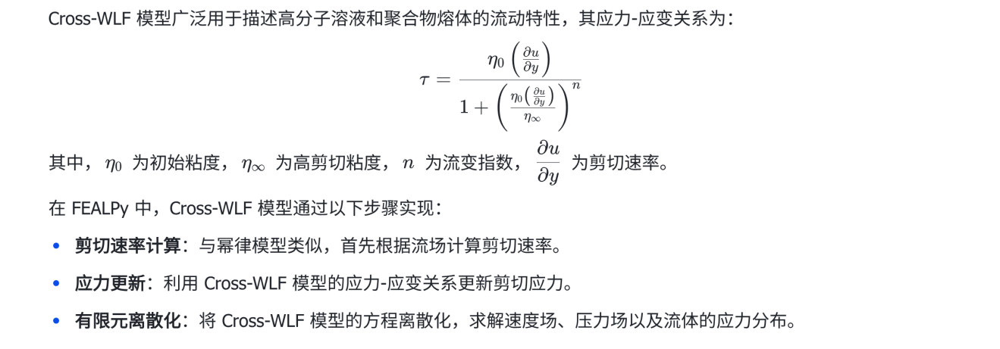 Cross-WLF 模型广泛用于描述高分子溶液和聚合物熔体的流动特性，其应力-应变关系为：
$$\tau = \frac{\eta_0 \left(\frac{\partial u}{\partial y}\right)}{1 + \left(\frac{\eta_0 \left(\frac{\partial u}{\partial y}\right)}{\eta_\infty}\right)^n}$$
其中， $\eta_0$ 为初始粘度， $\eta_\infty$ 为高剪切粘度， $n$ 为流变指数， $\frac{\partial u}{\partial y}$ 为剪切速率。
在 FEALPy 中，Cross-WLF 模型通过以下步骤实现：
• 剪切速率计算：与幂律模型类似，首先根据流场计算剪切速率。
• 应力更新：利用 Cross-WLF 模型的应力-应变关系更新剪切应力。
• 有限元离散化：将 Cross-WLF 模型的方程离散化，求解速度场、压力场以及流体的应力分布。